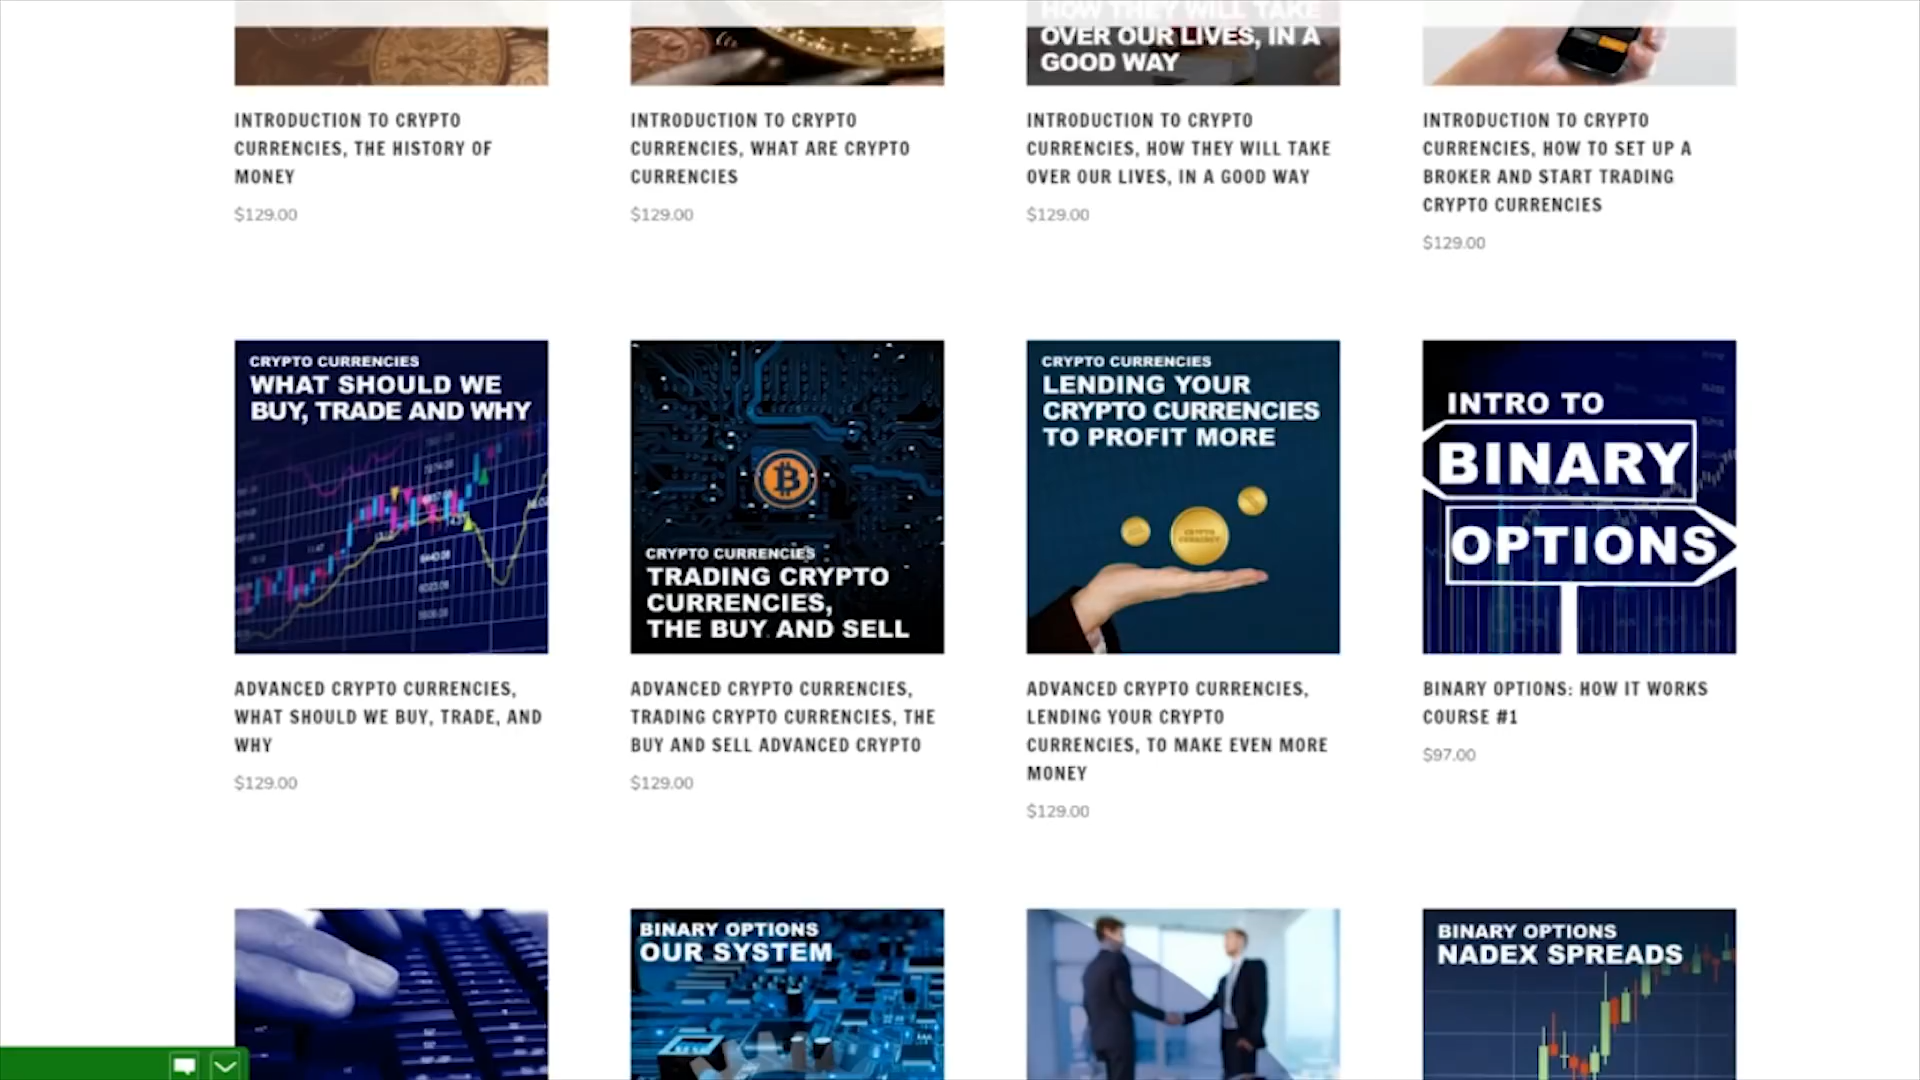 HOW THEY WILL TAKE
OVER OUR LIVES, IN A
GOOD WAY
INTRODUCTION TO CRYPTO
CURRENCIES, THE HISTORY OF
MONEY
$129.00
INTRODUCTION TO CRYPTO
CURRENCIES, WHAT ARE CRYPTO
CURRENCIES
$129.00
INTRODUCTION TO CRYPTO
CURRENCIES, HOW THEY WILL TAKE
OVER OUR LIVES, IN A GOOD WAY
$129.00
INTRODUCTION TO CRYPTO
CURRENCIES, HOW TO SET UP A
BROKER AND START TRADING
CRYPTO CURRENCIES
$129.00
CRYPTO CURRENCIES
WHAT SHOULD WE
BUY, TRADE AND WHY
ADVANCED CRYPTO CURRENCIES,
WHAT SHOULD WE BUY, TRADE, AND
WHY
$129.00
CRYPTO CURRENCIES
TRADING CRYPTO
CURRENCIES,
THE BUY AND SELL
ADVANCED CRYPTO CURRENCIES,
TRADING CRYPTO CURRENCIES, THE
BUY AND SELL ADVANCED CRYPTO
$129.00
CRYPTO CURRENCIES
LENDING YOUR
CRYPTO CURRENCIES
TO PROFIT MORE
ADVANCED CRYPTO CURRENCIES,
LENDING YOUR CRYPTO
CURRENCIES, TO MAKE EVEN MORE
MONEY
$129.00
INTRO TO
BINARY
OPTIONS
BINARY OPTIONS: HOW IT WORKS
COURSE #1
$97.00
BINARY OPTIONS
OUR SYSTEM
BINARY OPTIONS
NADEX SPREADS